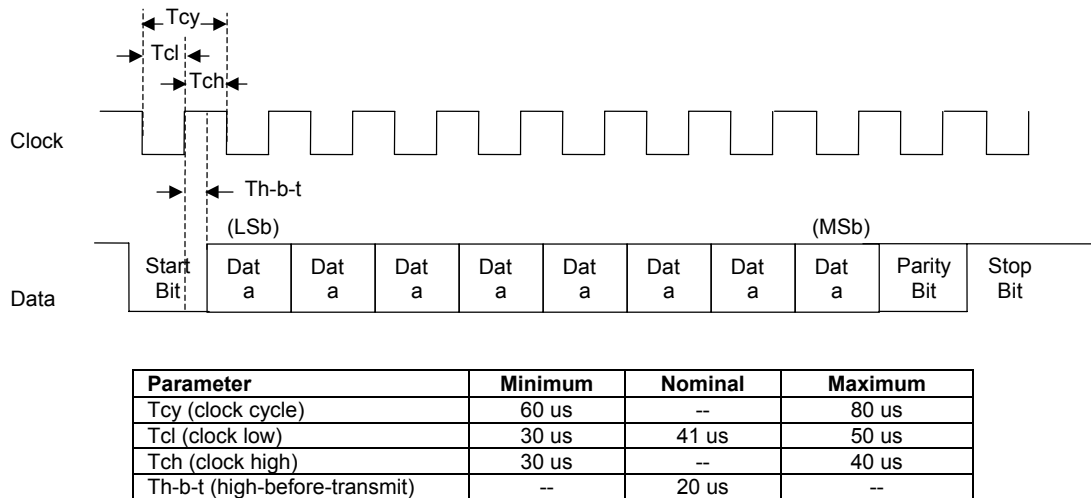 Tcy
Tcl
Tch
Clock
Th-b-t
(LSb) (MSb)
Start Bit Dat a Dat a Dat a Dat a Dat a Dat a Dat a Dat a Parity Bit Stop Bit
Data
Parameter Minimum Nominal Maximum
Tcy (clock cycle) 60 us -- 80 us
Tcl (clock low) 30 us 41 us 50 us
Tch (clock high) 30 us -- 40 us
Th-b-t (high-before-transmit) -- 20 us --